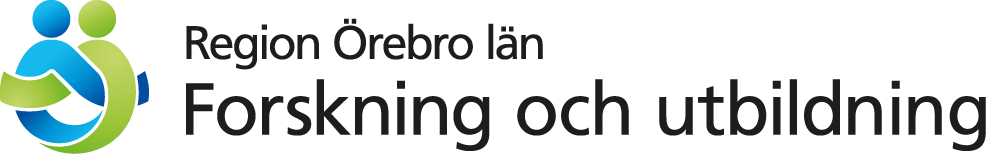 Region Örebro län
Forskning och utbildning